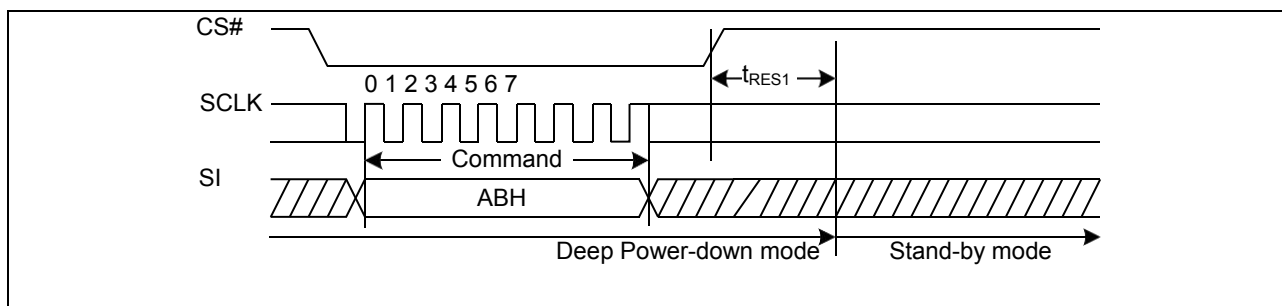 CS#
tRES1
0 1 2 3 4 5 6 7
SCLK
Command
SI
ABH
Deep Power-down mode Stand-by mode